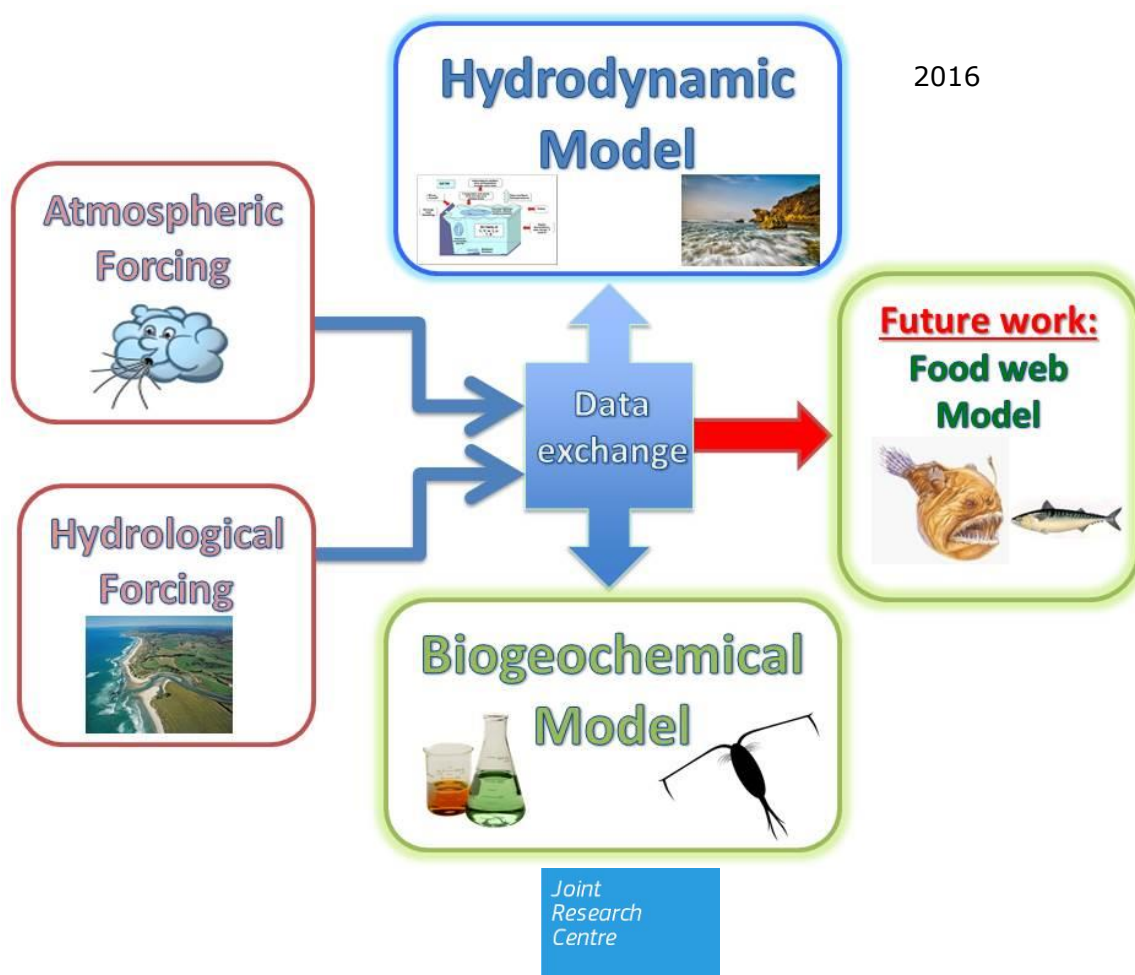 Hydrodynamic
Model
2016
Atmospheric
Forcing
Future work:
Food web
Model
Data
exchange
Hydrological
Forcing
Biogeochemical
Model
Joint
Research
Centre